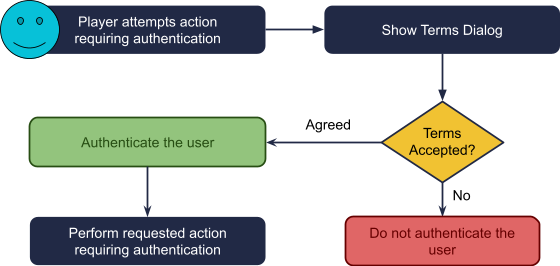 Player attempts action
requiring authentication
Show Terms Dialog
Terms
Accepted?
Agreed
Authenticate the user
No
Perform requested action
requiring authentication
Do not authenticate the
user